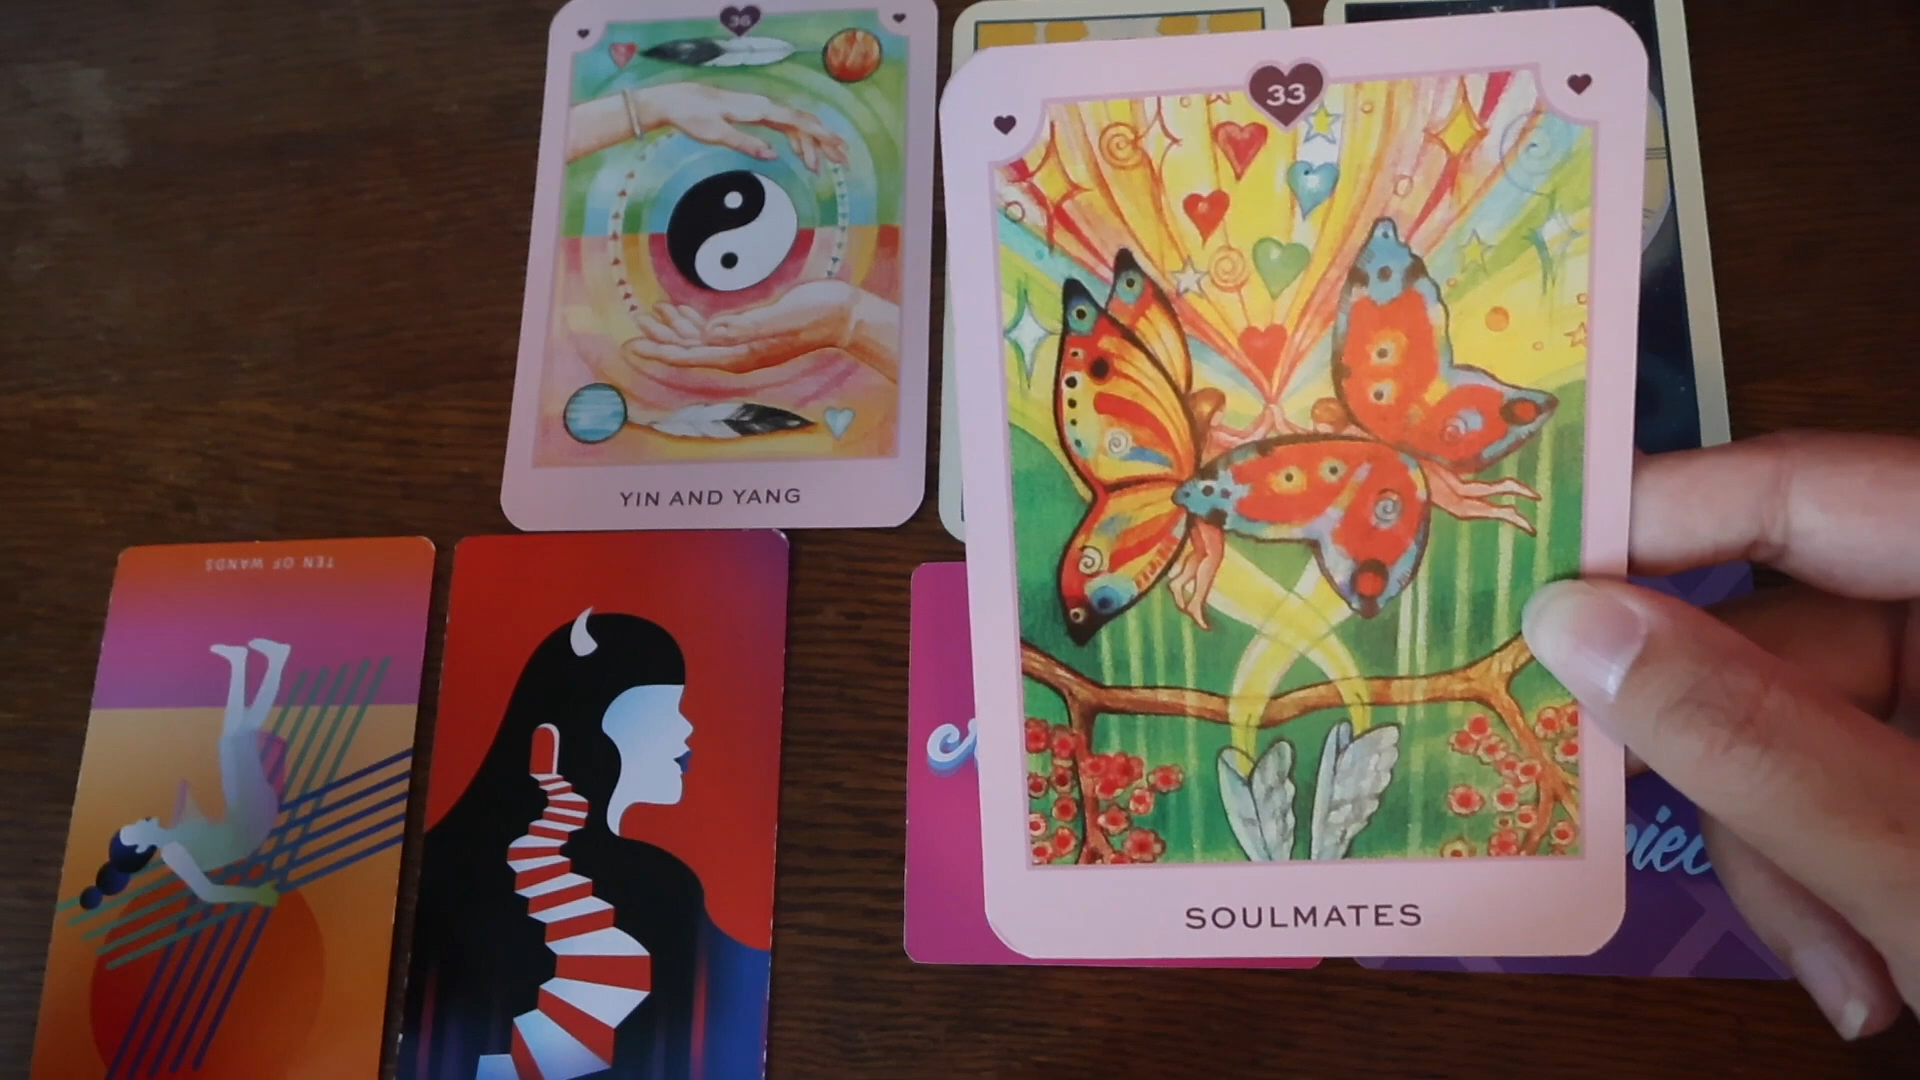 36
YIN AND YANG
33
SOULMATES
TEN OF WANDS